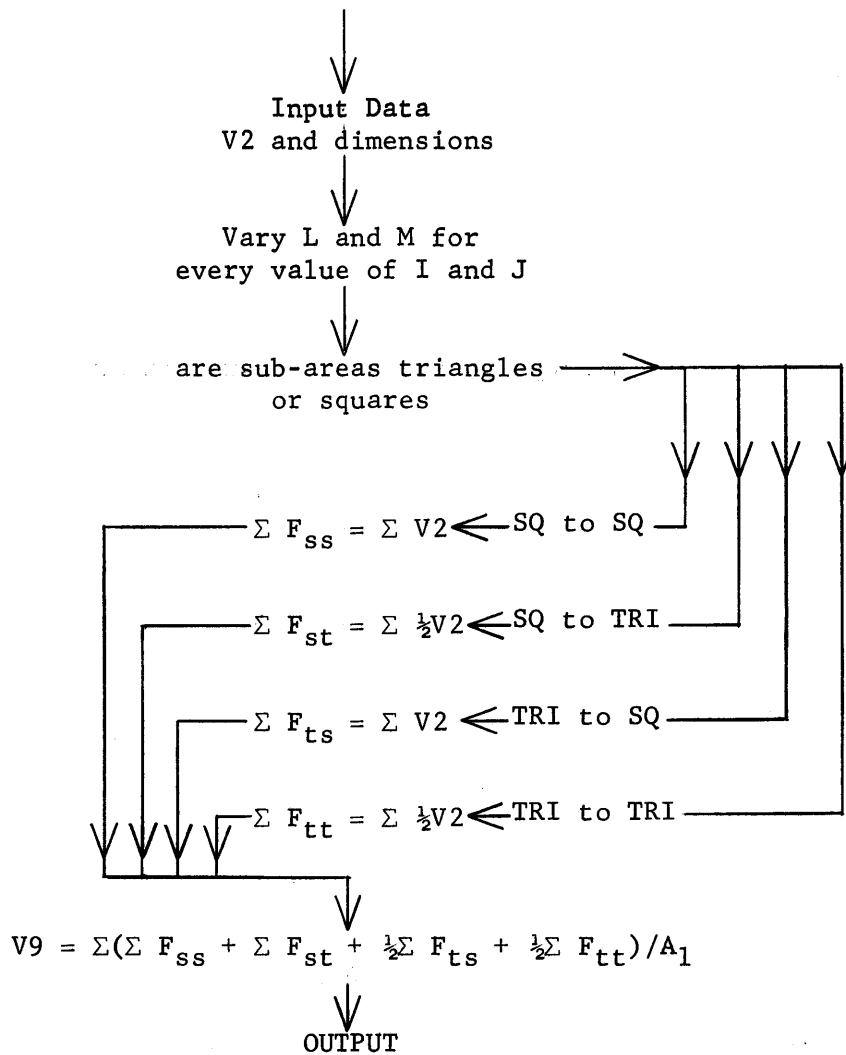 Input Data
V2 and dimensions
Vary L and M for
every value of I and J
are sub-areas triangles
or squares
Σ F_ss = Σ V2 SQ to SQ
Σ F_st = Σ ½V2 SQ to TRI
Σ F_ts = Σ V2 TRI to SQ
Σ F_tt = Σ ½V2 TRI to TRI
V9 = Σ(Σ F_ss + Σ F_st + ½Σ F_ts + ½Σ F_tt)/A_1
OUTPUT